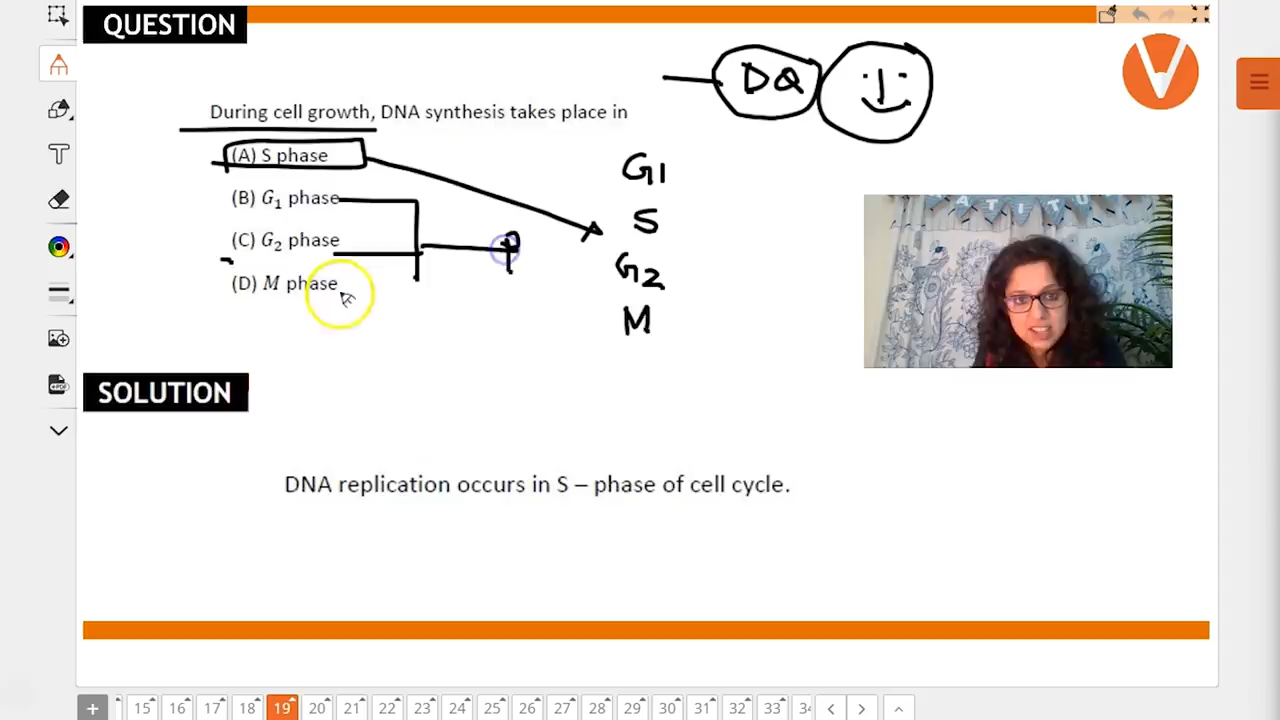 QUESTION
DQ
During cell growth, DNA synthesis takes place in
(A) S phase
(B) G₁ phase
(C) G₂ phase
(D) M phase
G1
S
G2
M
P
ATITU
SOLUTION
DNA replication occurs in S – phase of cell cycle.
15 16 17 18 19 20 21 22 23 24 25 26 27 28 29 30 31 32 33